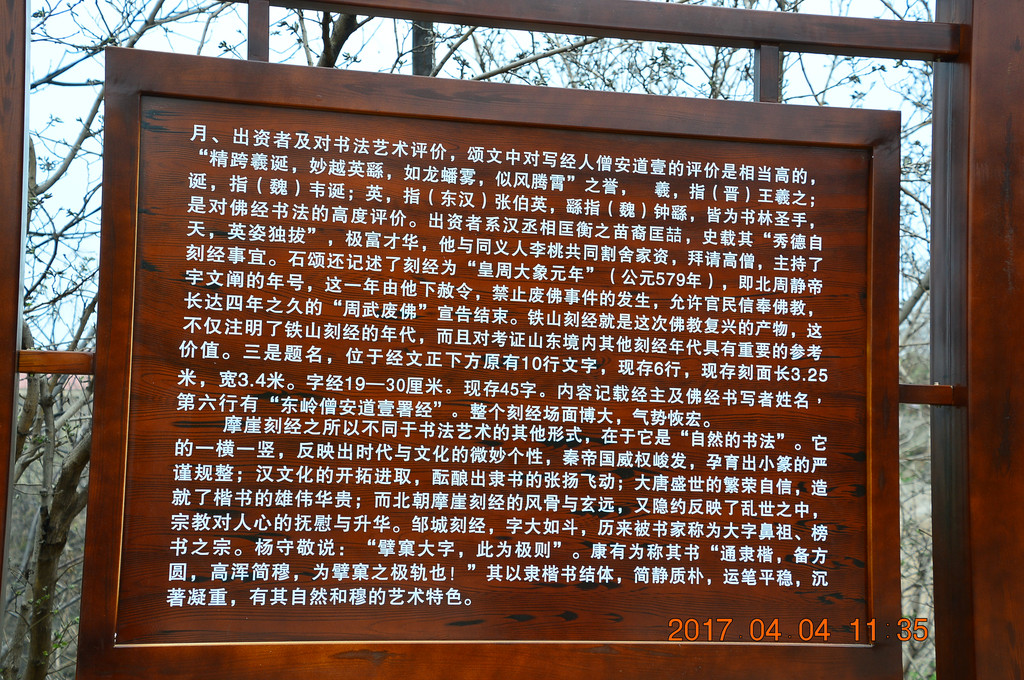 月、出资者及对书法艺术评价，颂文中对写经人僧安道壹的评价是相当高的，
“精跨羲诞，妙越英繇，如龙蟠雾，似风腾霄”之誉， 羲，指（晋）王羲之；
诞，指（魏）韦诞；英，指（东汉）张伯英，繇指（魏）钟繇，皆为书林圣手，
是对佛经书法的高度评价。出资者系汉丞相匡衡之苗裔匡喆，史载其“秀德自
天，英姿独拔”，极富才华，他与同义人李桃共同割舍家资，拜请高僧，主持了
刻经事宜。石颂还记述了刻经为“皇周大象元年”（公元579年），即北周静帝
宇文阐的年号，这一年由他下赦令，禁止废佛事件的发生，允许官民信奉佛教，
长达四年之久的“周武废佛”宣告结束。铁山刻经就是这次佛教复兴的产物，这
不仅注明了铁山刻经的年代，而且对考证山东境内其他刻经年代具有重要的参考
价值。三是题名，位于经文正下方原有10行文字，现存6行，现存刻面长3.25
米，宽3.4米。字经19—30厘米。现存45字。内容记载经主及佛经书写者姓名，
第六行有“东岭僧安道壹署经”。整个刻经场面博大，气势恢宏。
摩崖刻经之所以不同于书法艺术的其他形式，在于它是“自然的书法”。它
的一横一竖，反映出时代与文化的微妙个性，秦帝国威权峻发，孕育出小篆的严
谨规整；汉文化的开拓进取，酝酿出隶书的张扬飞动；大唐盛世的繁荣自信，造
就了楷书的雄伟华贵；而北朝摩崖刻经的风骨与玄远，又隐约反映了乱世之中，
宗教对人心的抚慰与升华。邹城刻经，字大如斗，历来被书家称为大字鼻祖、榜
书之宗。杨守敬说：“擘窠大字，此为极则”。康有为称其书“通隶楷，备方
圆，高浑简穆，为擘窠之极轨也！”其以隶楷书结体，简静质朴，运笔平稳，沉
著凝重，有其自然和穆的艺术特色。
2017.04.04 11:35